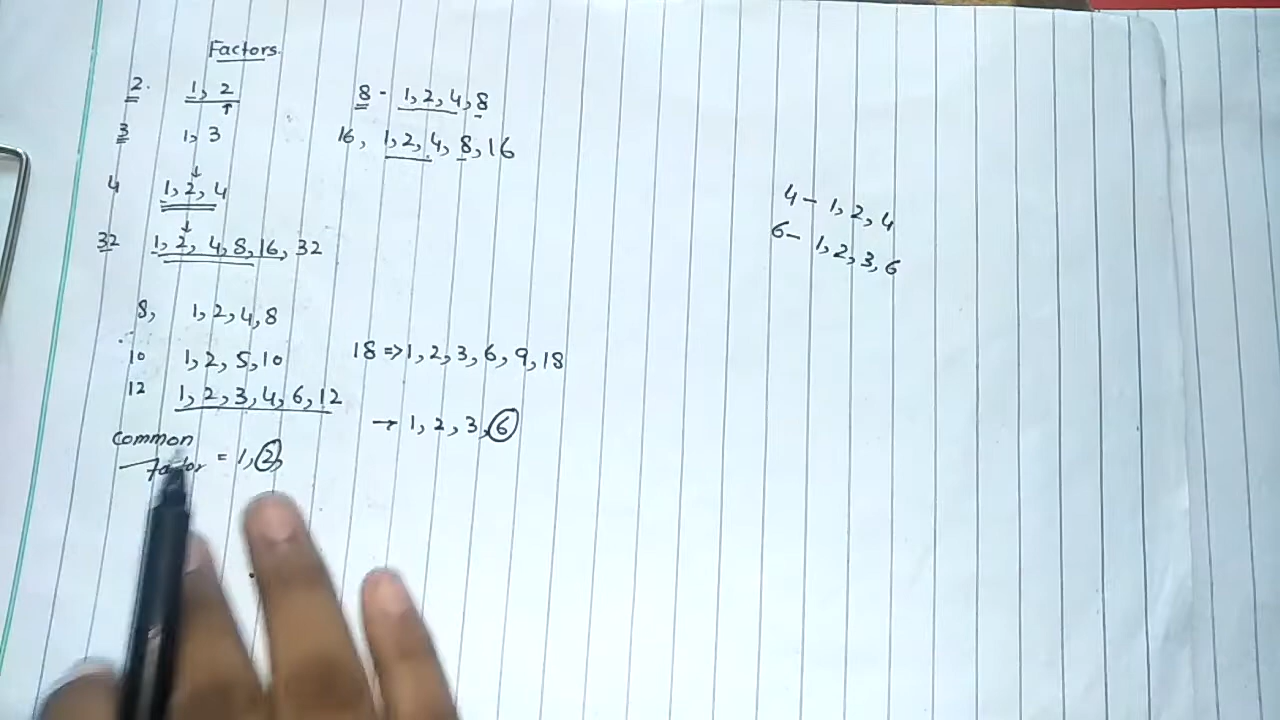 Factors.
2. 1, 2
3 1, 3
4 1, 2, 4
32 1, 2, 4, 8, 16, 32
8, 1, 2, 4, 8
10 1, 2, 5, 10
12 1, 2, 3, 4, 6, 12
Common
factor = 1, 2,
8 - 1, 2, 4, 8
16, 1, 2, 4, 8, 16
18 => 1, 2, 3, 6, 9, 18
→ 1, 2, 3, 6
4 - 1, 2, 4
6 - 1, 2, 3, 6